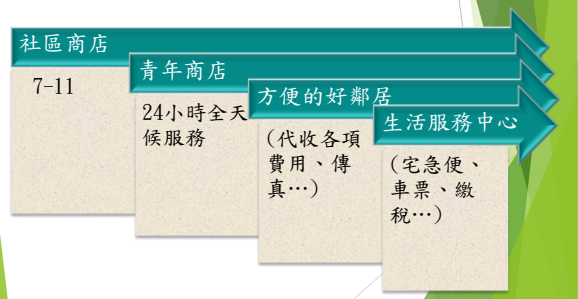 社區商店
7-11
青年商店
24小時全天
候服務
方便的好鄰居
(代收各項
費用、傳
真…)
生活服務中心
(宅急便、
車票、繳
稅…)